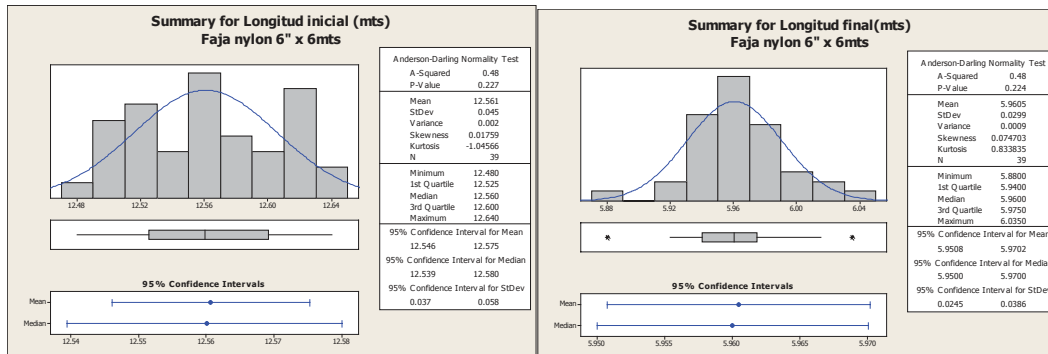 Summary for Longitud inicial (mts)
Faja nylon 6" x 6mts
12.48 12.52 12.56 12.60 12.64
Anderson-Darling Normality Test
A-Squared 0.48
P-Value 0.227
Mean 12.561
StDev 0.045
Variance 0.002
Skewness 0.01759
Kurtosis -1.04566
N 39
Minimum 12.480
1st Quartile 12.525
Median 12.560
3rd Quartile 12.600
Maximum 12.640
95% Confidence Interval for Mean
12.546 12.575
95% Confidence Interval for Median
12.539 12.580
95% Confidence Interval for StDev
0.037 0.058
95% Confidence Intervals
Mean
Median
12.54 12.55 12.56 12.57 12.58
Summary for Longitud final(mts)
Faja nylon 6" x 6mts
5.88 5.92 5.96 6.00 6.04
Anderson-Darling Normality Test
A-Squared 0.48
P-Value 0.224
Mean 5.9605
StDev 0.0299
Variance 0.0009
Skewness 0.074703
Kurtosis 0.833835
N 39
Minimum 5.8800
1st Quartile 5.9400
Median 5.9600
3rd Quartile 5.9750
Maximum 6.0350
95% Confidence Interval for Mean
5.9508 5.9702
95% Confidence Interval for Media
5.9500 5.9700
95% Confidence Interval for StDev
0.0245 0.0386
95% Confidence Intervals
Mean
Median
5.950 5.955 5.960 5.965 5.970